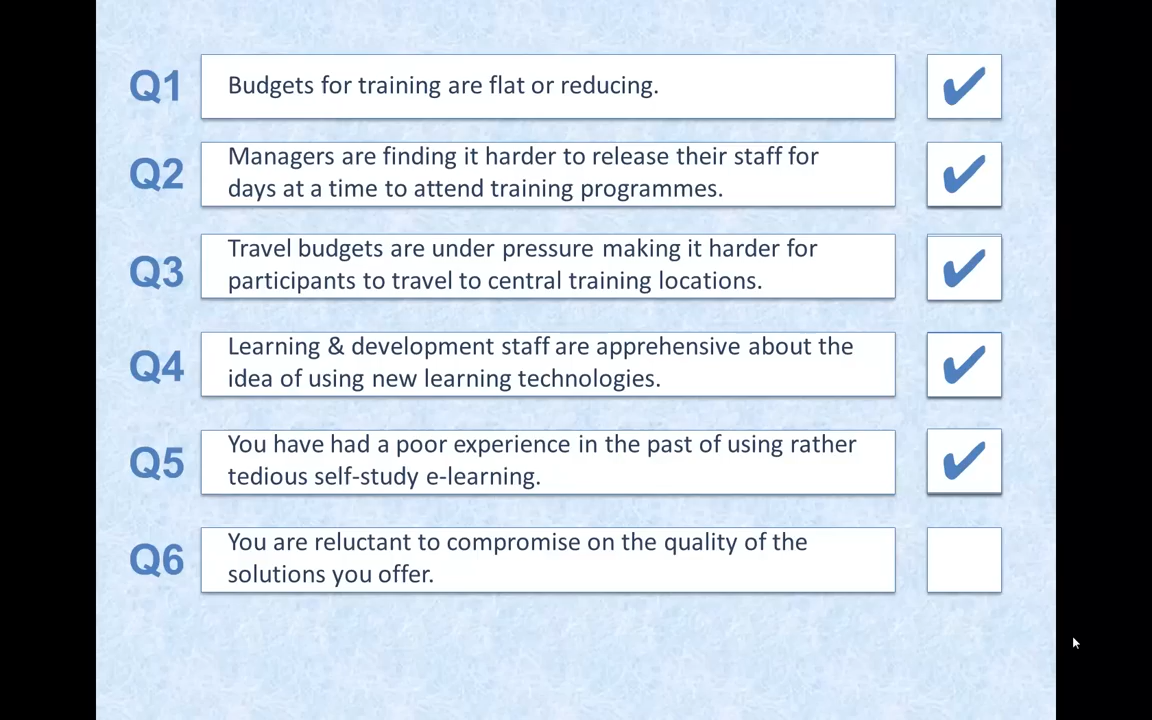 Q1 Budgets for training are flat or reducing. ✔
Q2 Managers are finding it harder to release their staff for
days at a time to attend training programmes. ✔
Q3 Travel budgets are under pressure making it harder for
participants to travel to central training locations. ✔
Q4 Learning & development staff are apprehensive about the
idea of using new learning technologies. ✔
Q5 You have had a poor experience in the past of using rather
tedious self-study e-learning. ✔
Q6 You are reluctant to compromise on the quality of the
solutions you offer.